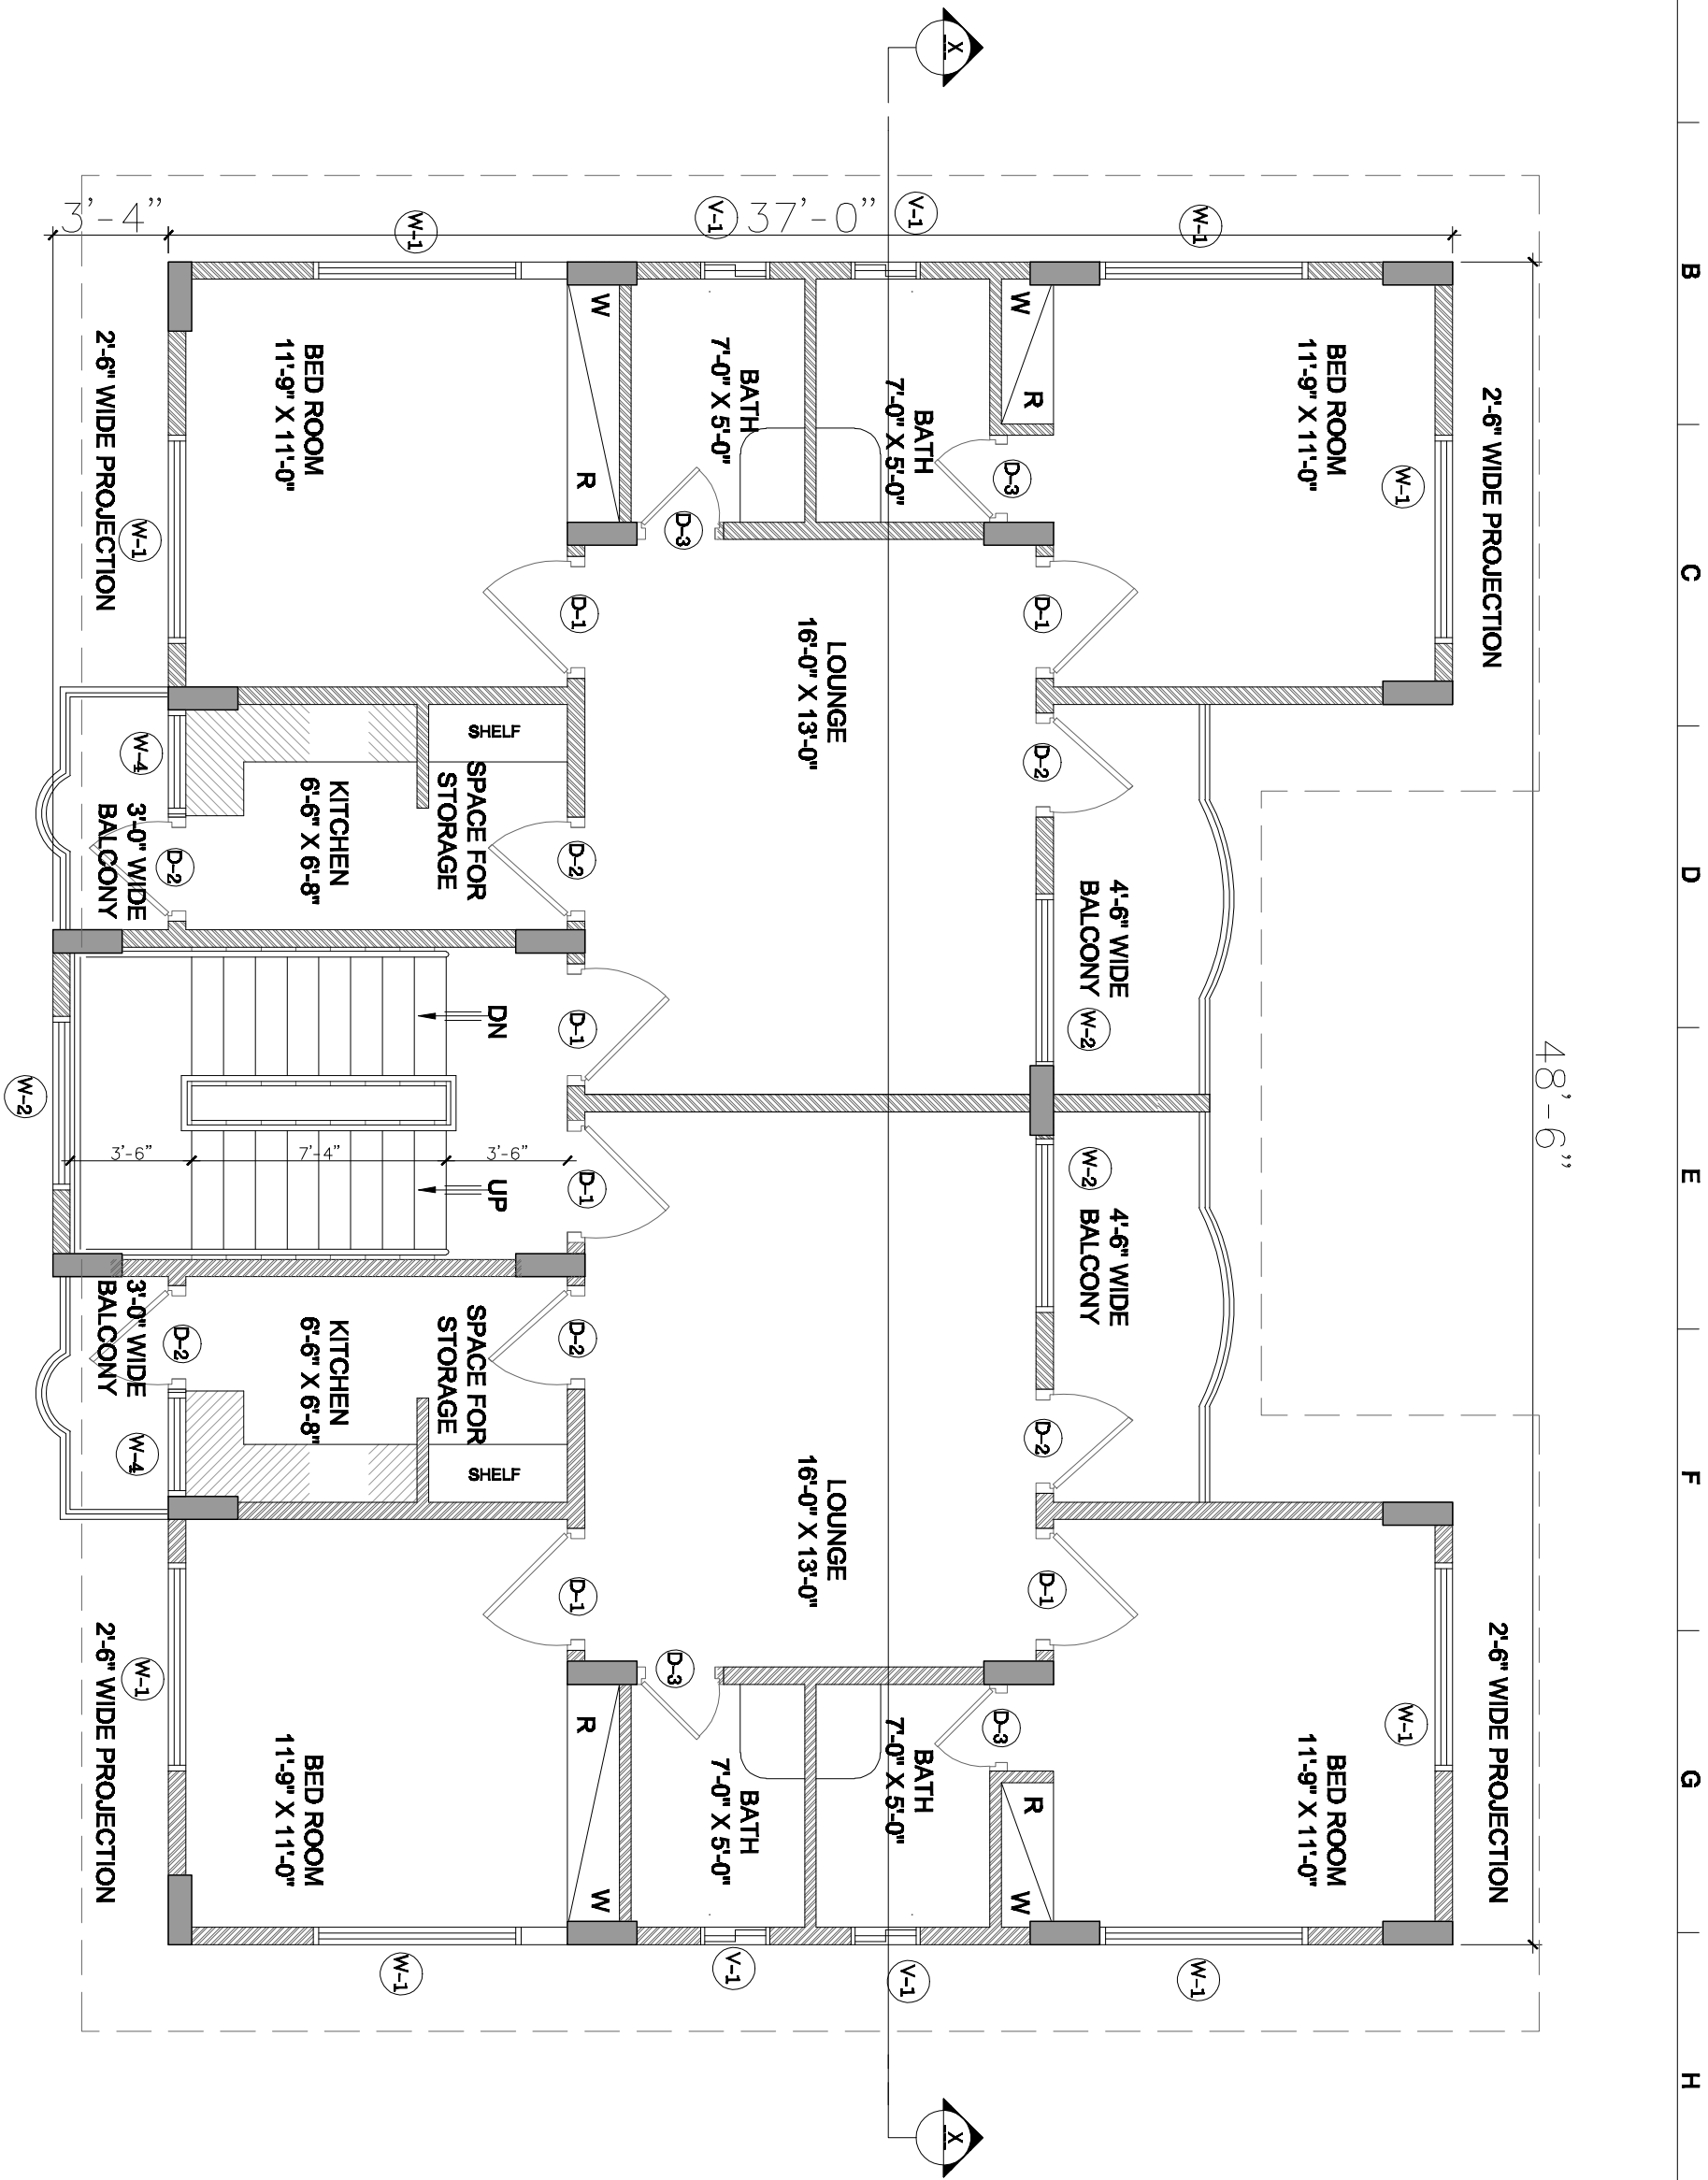 B
C
D
E
F
G
H
48'-6"
2'-6" WIDE PROJECTION
2'-6" WIDE PROJECTION
W-1
W-1
W-1
BED ROOM
11'-9" X 11'-0"
4'-6" WIDE
BALCONY
W-2
W-2
4'-6" WIDE
BALCONY
BED ROOM
11'-9" X 11'-0"
W-1
W
R
D-3
D-1
D-2
D-2
D-1
D-3
R
W
X
V-1
BATH
7'-0" X 5'-0"
BATH
7'-0" X 5'-0"
V-1
X
37'-0"
LOUNGE
16'-0" X 13'-0"
LOUNGE
16'-0" X 13'-0"
V-1
BATH
7'-0" X 5'-0"
D-3
D-3
BATH
7'-0" X 5'-0"
V-1
W
R
D-1
D-2
D-1
D-1
D-2
D-1
R
W
SHELF
SPACE FOR
STORAGE
DN
UP
SPACE FOR
STORAGE
SHELF
3'-6"
7'-4"
3'-6"
W-1
BED ROOM
11'-9" X 11'-0"
KITCHEN
6'-6" X 6'-8"
KITCHEN
6'-6" X 6'-8"
BED ROOM
11'-9" X 11'-0"
W-1
W-1
W-4
D-2
D-2
W-4
W-1
3'-4"
2'-6" WIDE PROJECTION
3'-0" WIDE
BALCONY
3'-0" WIDE
BALCONY
2'-6" WIDE PROJECTION
W-2